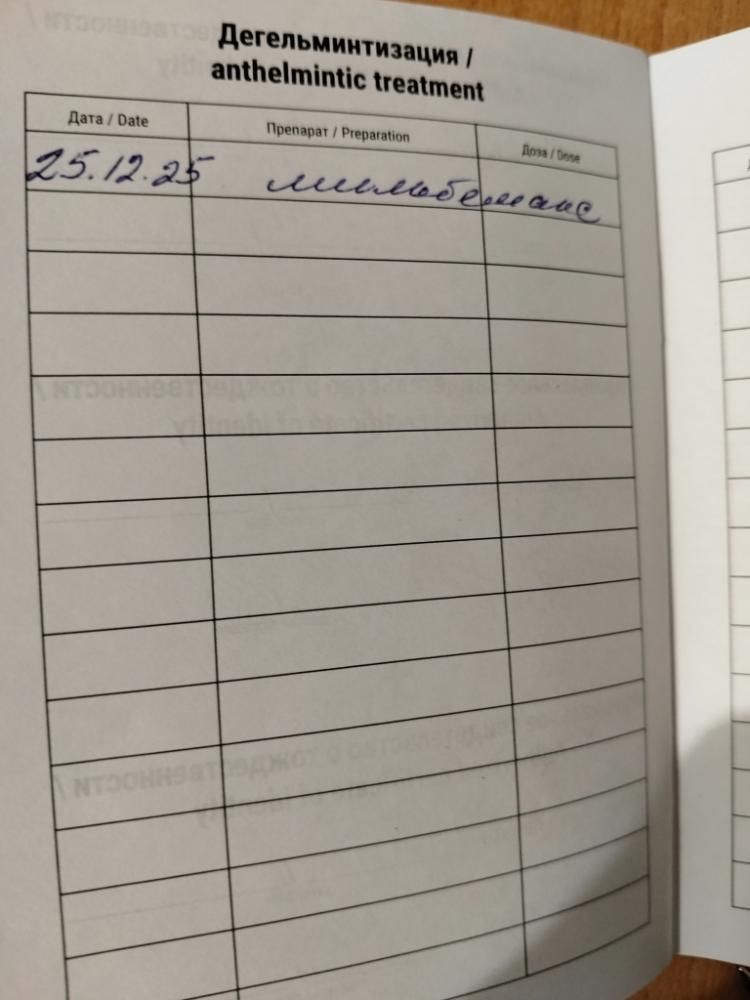 Дегельминтизация /
anthelmintic treatment
Дата / Date Препарат / Preparation Доза / Dose
25.12.25 мильбемакс